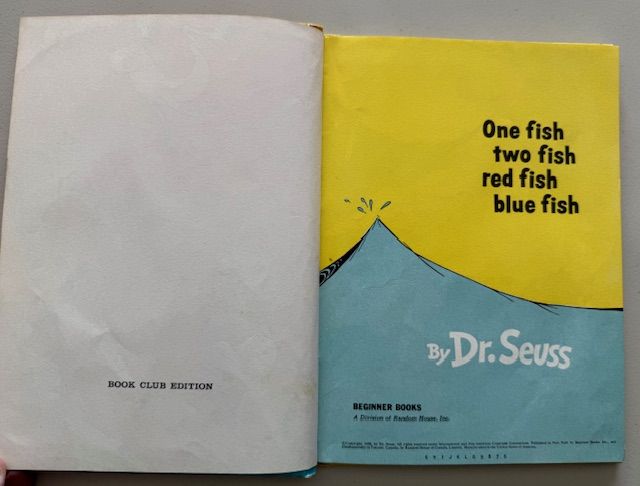 BOOK CLUB EDITION
One fish
two fish
red fish
blue fish
By Dr. Seuss
BEGINNER BOOKS
A Division of Random House, Inc.